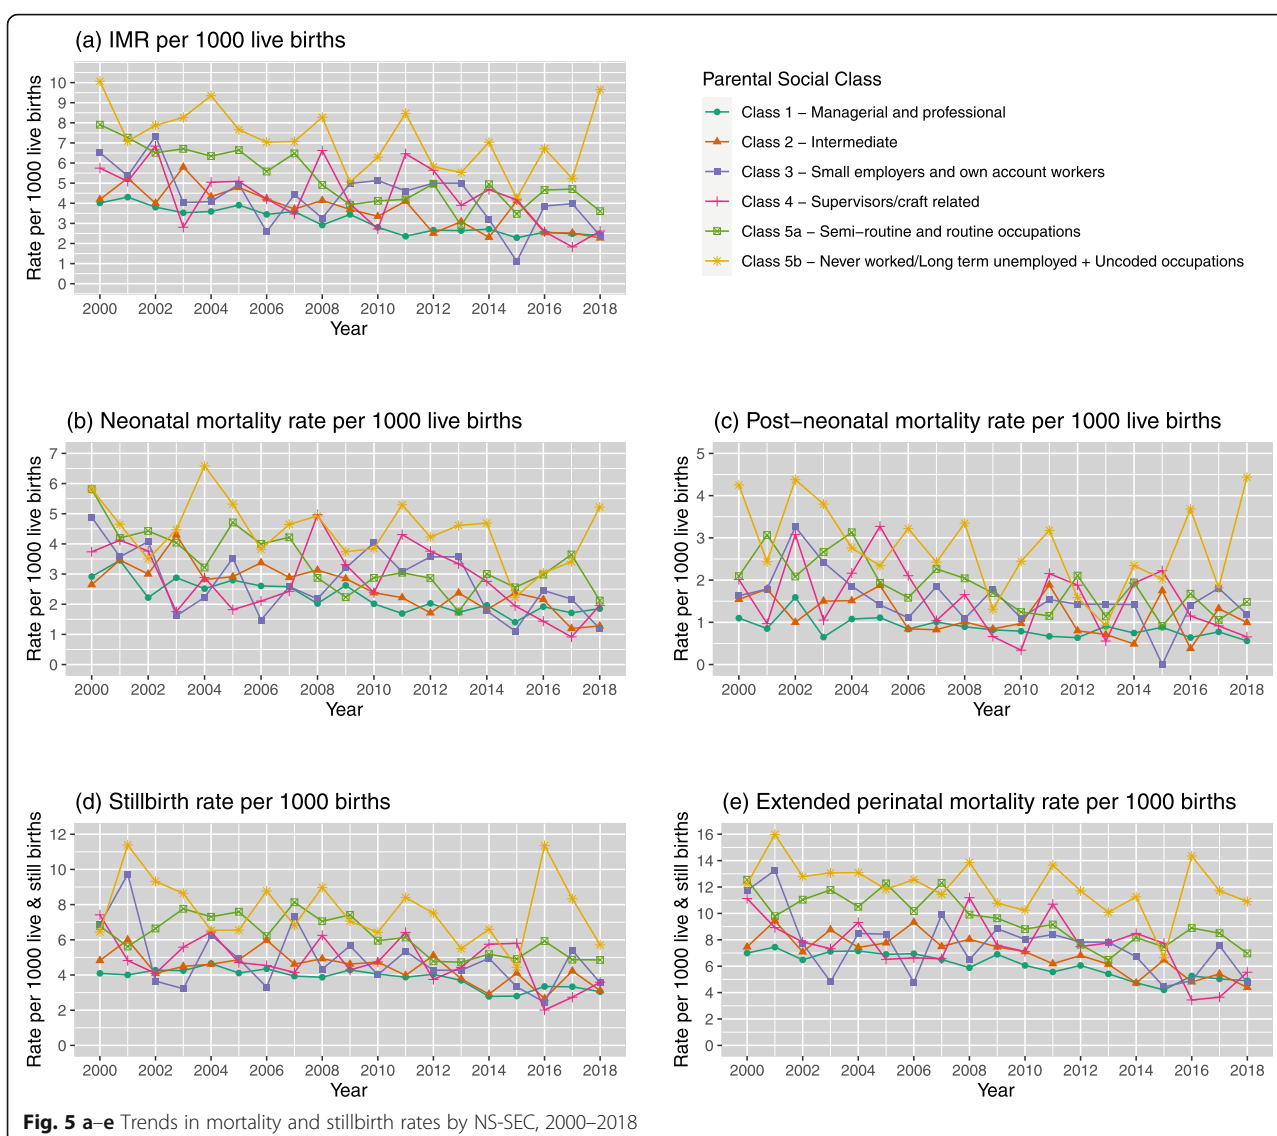 (a) IMR per 1000 live births
Rate per 1000 live births
10
9
8
7
6
5
4
3
2
1
0
2000 2002 2004 2006 2008 2010 2012 2014 2016 2018
Year
Parental Social Class
Class 1 – Managerial and professional
Class 2 – Intermediate
Class 3 – Small employers and own account workers
Class 4 – Supervisors/craft related
Class 5a – Semi–routine and routine occupations
Class 5b – Never worked/Long term unemployed + Uncoded occupations
(b) Neonatal mortality rate per 1000 live births
Rate per 1000 live births
7
6
5
4
3
2
1
0
2000 2002 2004 2006 2008 2010 2012 2014 2016 2018
Year
(c) Post–neonatal mortality rate per 1000 live births
Rate per 1000 live births
5
4
3
2
1
0
2000 2002 2004 2006 2008 2010 2012 2014 2016 2018
Year
(d) Stillbirth rate per 1000 births
Rate per 1000 live & still births
12
10
8
6
4
2
0
2000 2002 2004 2006 2008 2010 2012 2014 2016 2018
Year
(e) Extended perinatal mortality rate per 1000 births
Rate per 1000 live & still births
16
14
12
10
8
6
4
2
0
2000 2002 2004 2006 2008 2010 2012 2014 2016 2018
Year
Fig. 5 a–e Trends in mortality and stillbirth rates by NS-SEC, 2000–2018